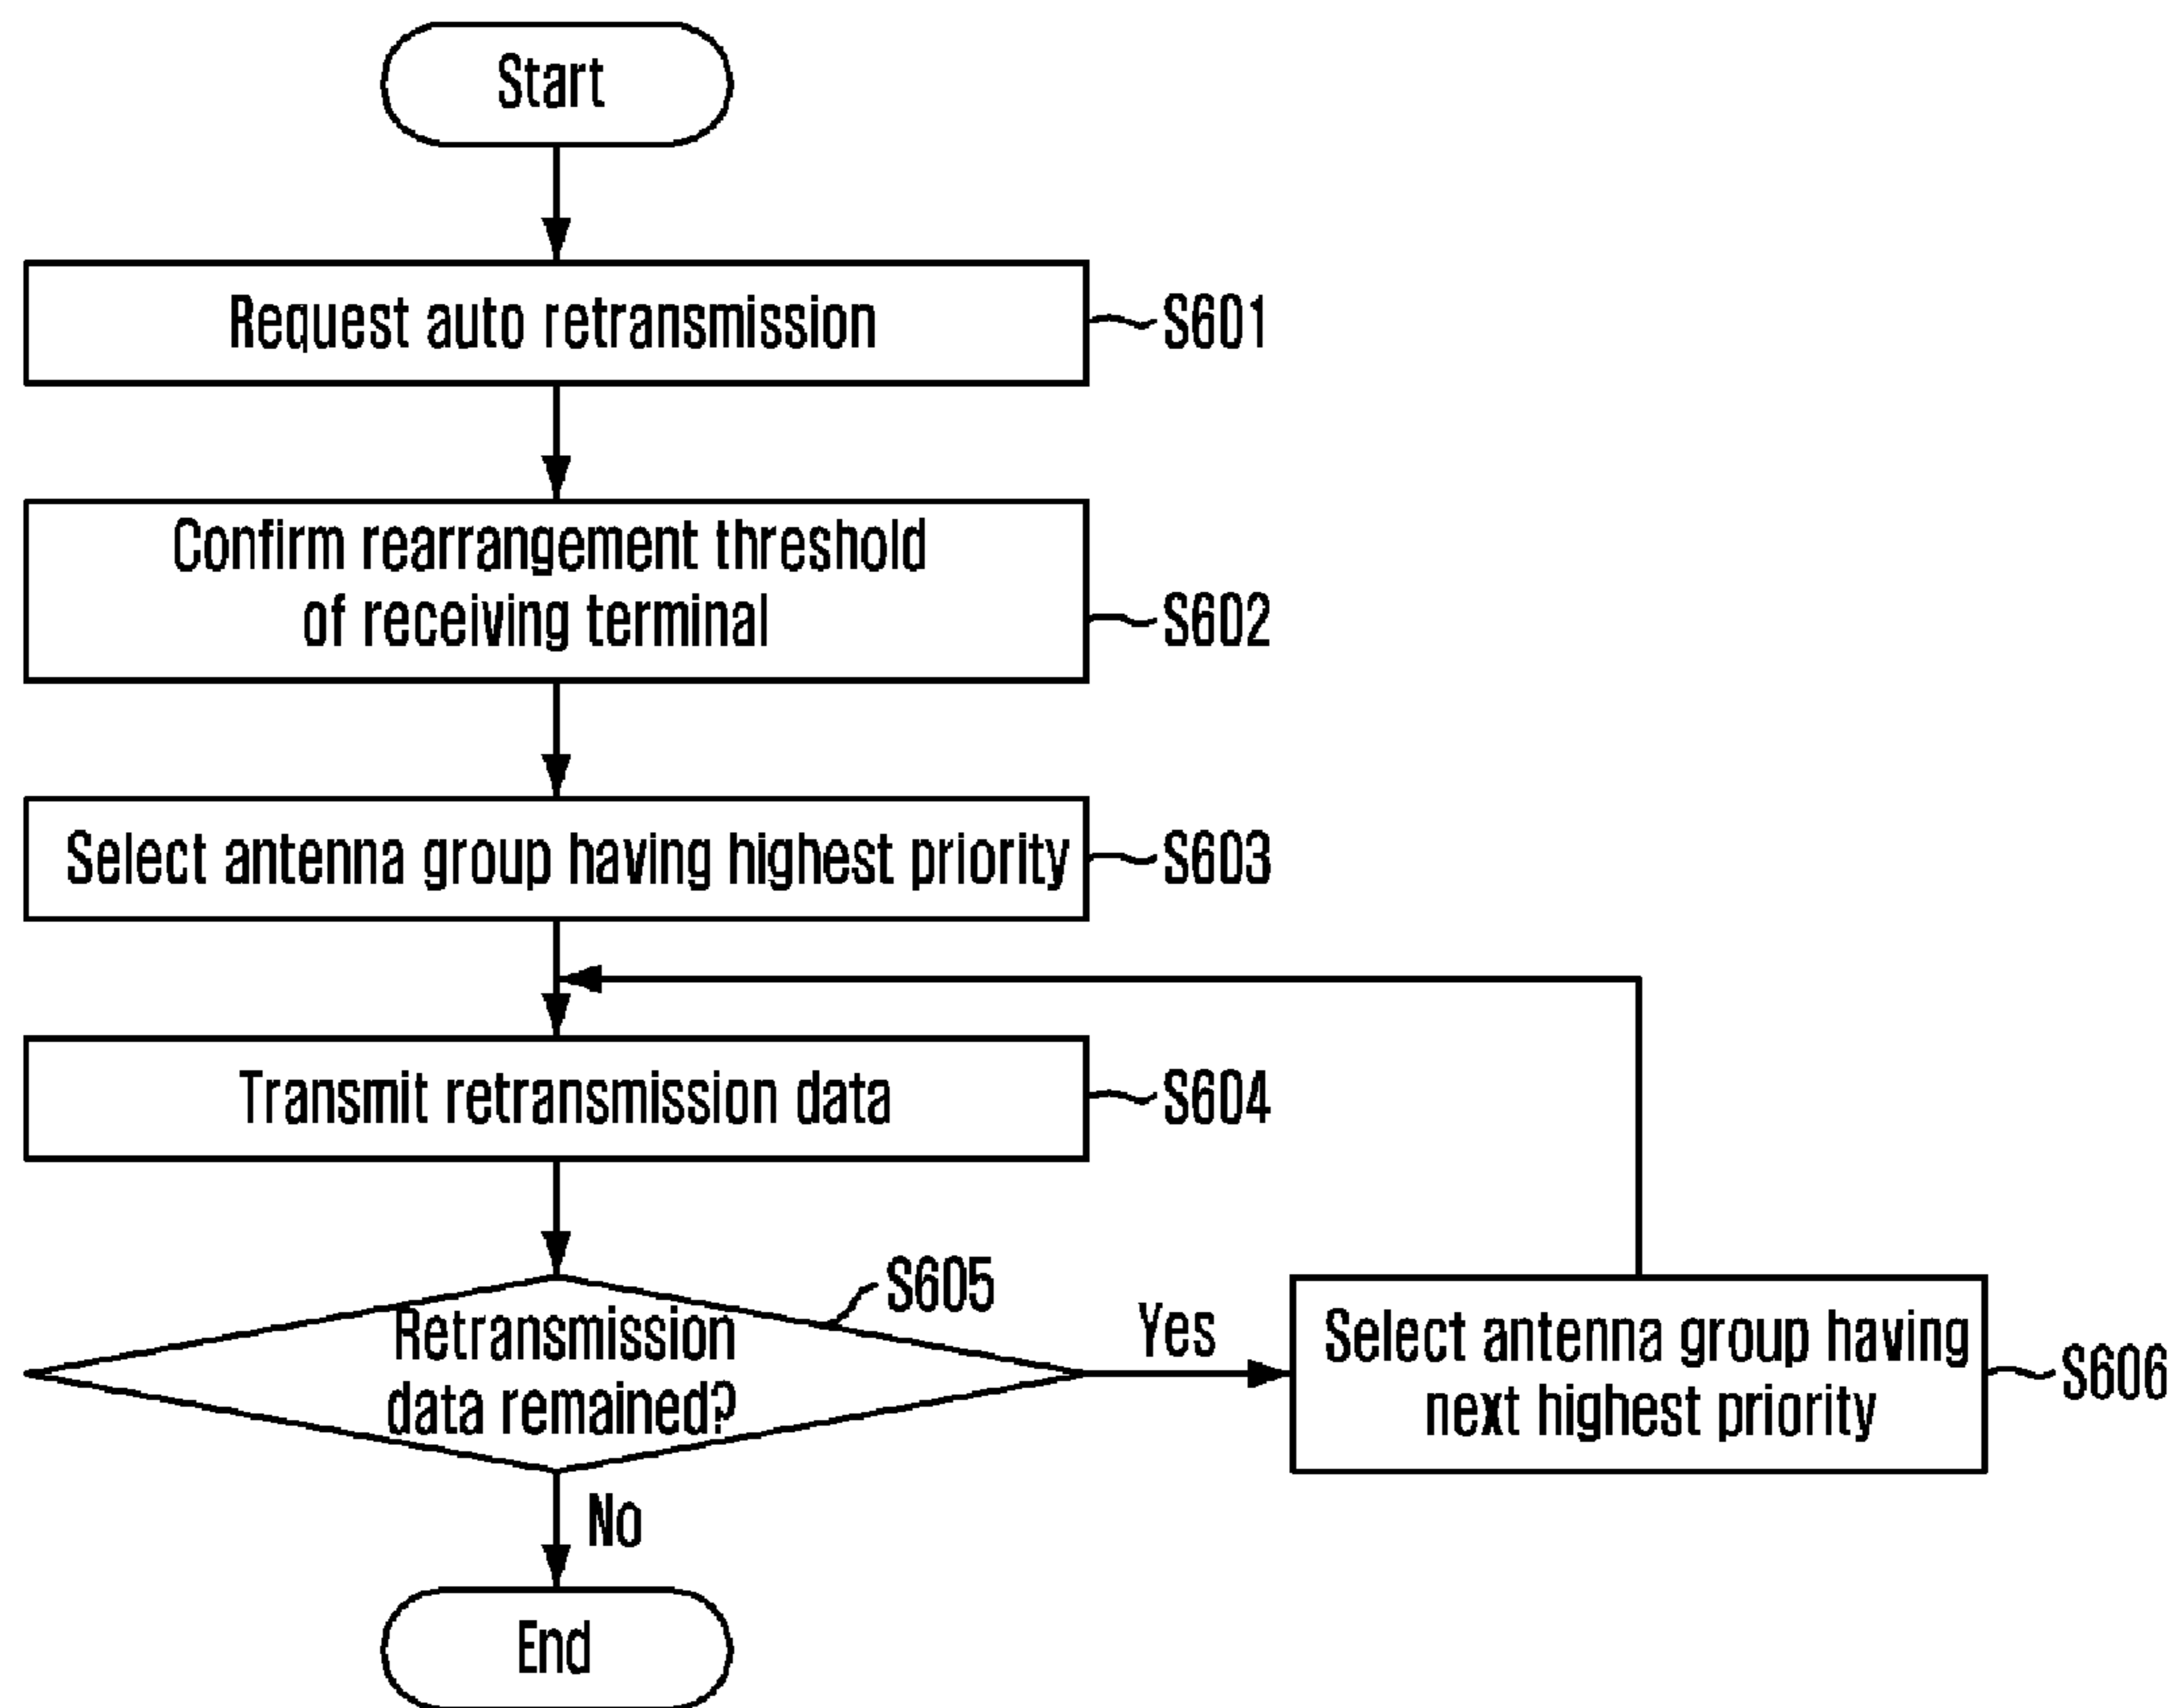 Start
Request auto retransmission
S601
Confirm rearrangement threshold
of receiving terminal
S602
Select antenna group having highest priority
S603
Transmit retransmission data
S604
S605
Retransmission
data remained?
Yes
Select antenna group having
next highest priority
S606
No
End